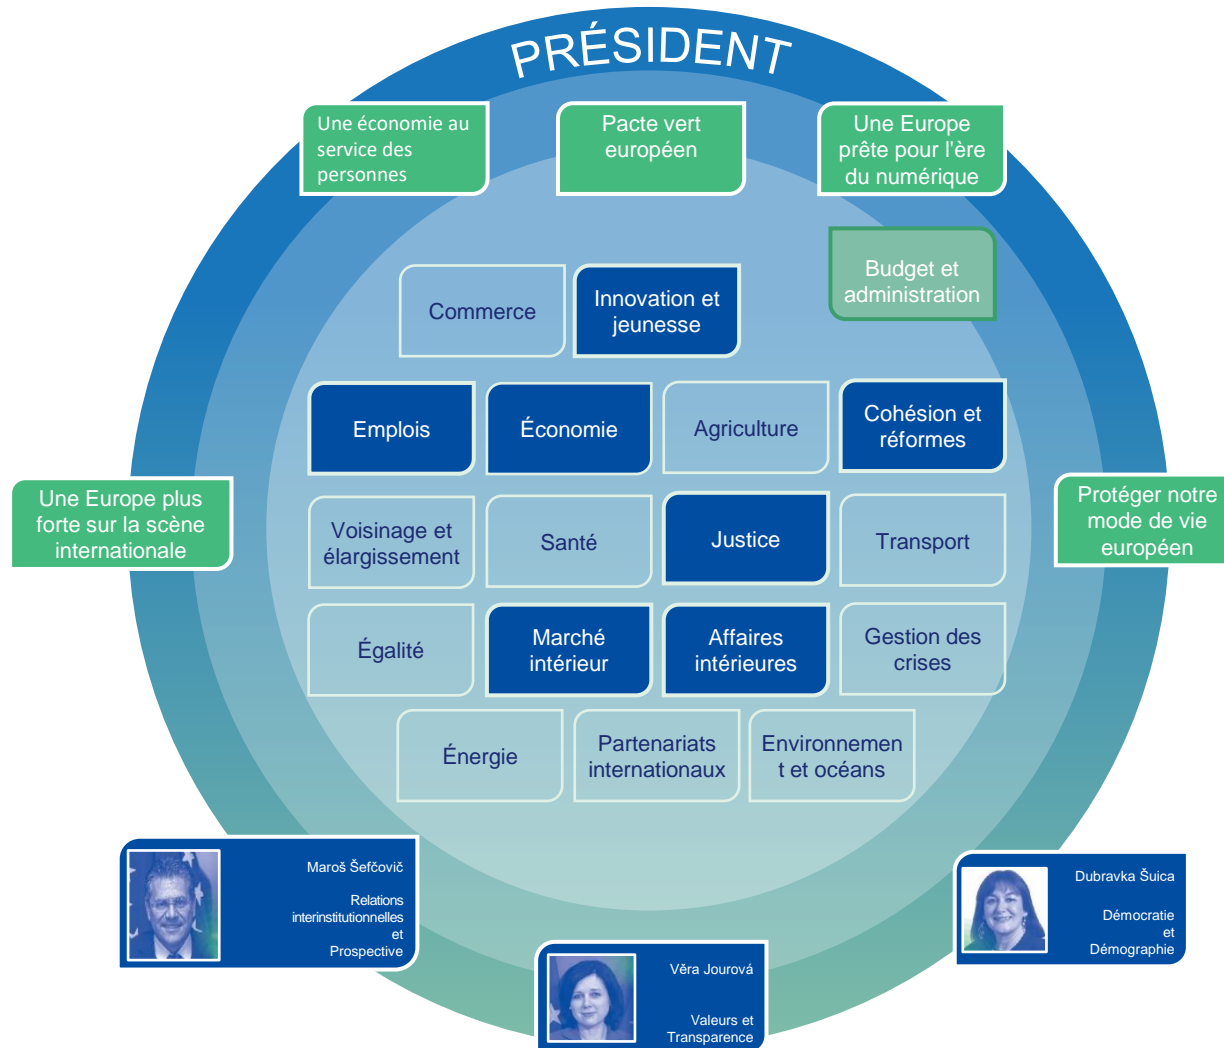 PRÉSIDENT
Une économie au
service des
personnes
Pacte vert
européen
Une Europe
prête pour l'ère
du numérique
Budget et
administration
Commerce
Innovation et
jeunesse
Emplois
Économie
Agriculture
Cohésion et
réformes
Une Europe plus
forte sur la scène
internationale
Voisinage et
élargissement
Santé
Justice
Transport
Protéger notre
mode de vie
européen
Égalité
Marché
intérieur
Affaires
intérieures
Gestion des
crises
Énergie
Partenariats
internationaux
Environnemen
t et océans
Maroš Šefčovič
Relations
interinstitutionnelles
et
Prospective
Věra Jourová
Valeurs et
Transparence
Dubravka Šuica
Démocratie
et
Démographie